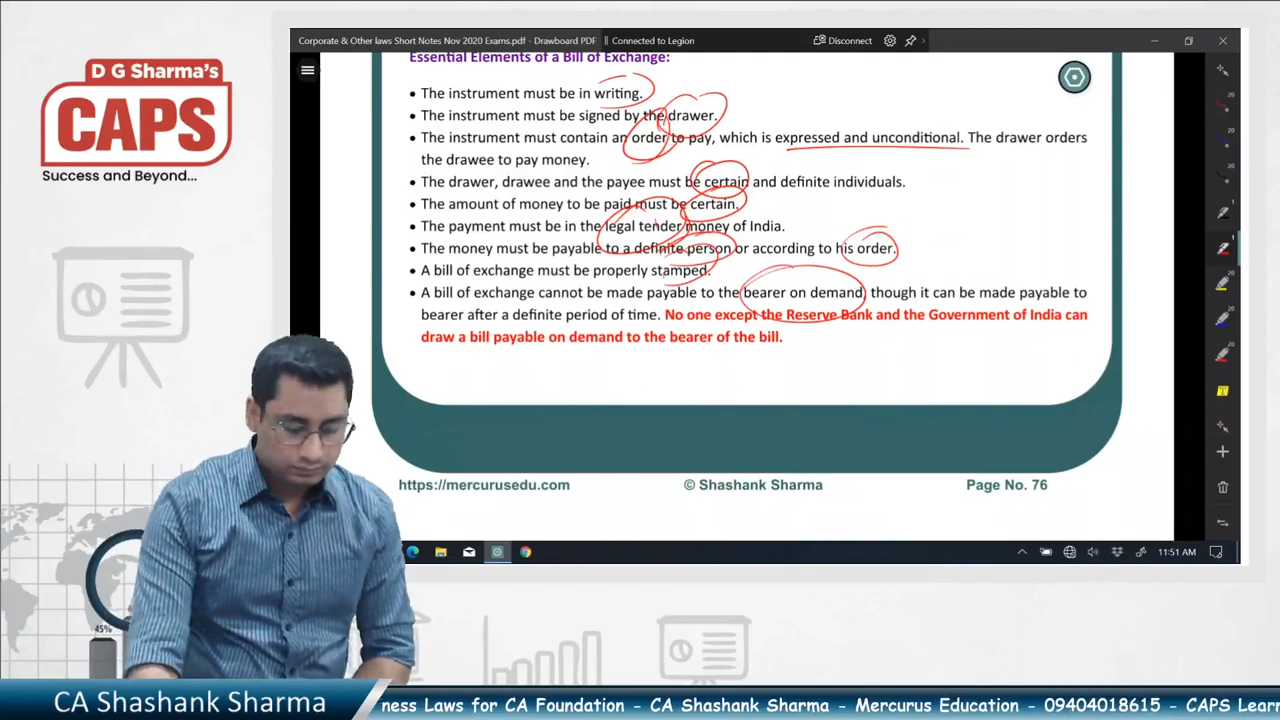 D G Sharma's
CAPS
Success and Beyond...
Corporate & Other laws Short Notes Nov 2020 Exams.pdf - Drawboard PDF
Connected to Legion
Disconnect
Essential Elements of a Bill of Exchange:
• The instrument must be in writing.
• The instrument must be signed by the drawer.
• The instrument must contain an order to pay, which is expressed and unconditional. The drawer orders
the drawee to pay money.
• The drawer, drawee and the payee must be certain and definite individuals.
• The amount of money to be paid must be certain.
• The payment must be in the legal tender money of India.
• The money must be payable to a definite person or according to his order.
• A bill of exchange must be properly stamped.
• A bill of exchange cannot be made payable to the bearer on demand, though it can be made payable to
bearer after a definite period of time. No one except the Reserve Bank and the Government of India can
draw a bill payable on demand to the bearer of the bill.
https://mercurusedu.com
© Shashank Sharma
Page No. 76
11:51 AM
45%
CA Shashank Sharma
ness Laws for CA Foundation - CA Shashank Sharma - Mercurus Education - 09404018615 - CAPS Lear